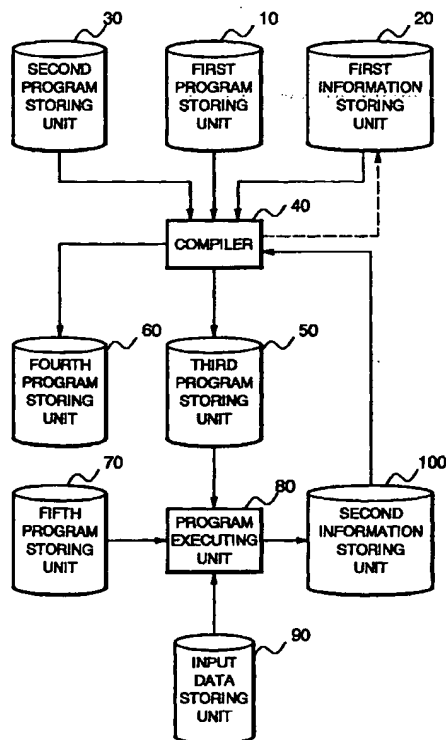 30
10
20
SECOND
PROGRAM
STORING
UNIT
FIRST
PROGRAM
STORING
UNIT
FIRST
INFORMATION
STORING
UNIT
40
COMPILER
60
50
FOURTH
PROGRAM
STORING
UNIT
THIRD
PROGRAM
STORING
UNIT
70
80
100
FIFTH
PROGRAM
STORING
UNIT
PROGRAM
EXECUTING
UNIT
SECOND
INFORMATION
STORING
UNIT
90
INPUT
DATA
STORING
UNIT